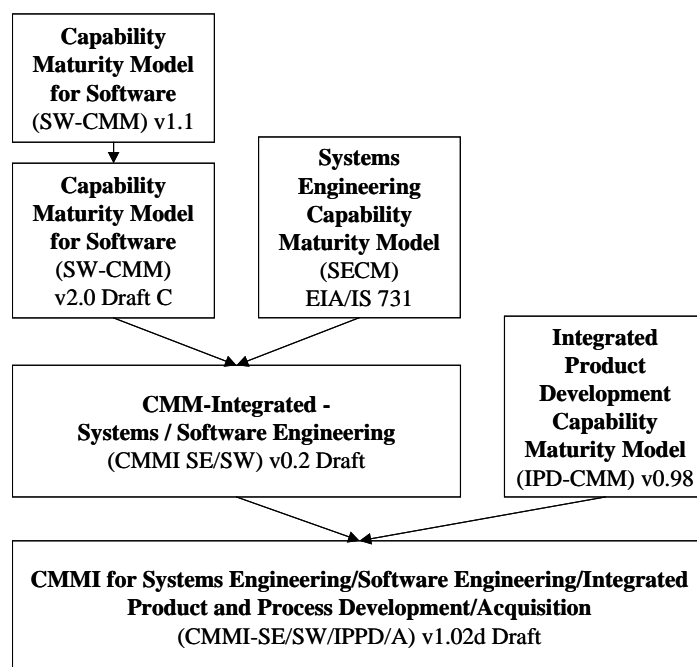 Capability
Maturity Model
for Software
(SW-CMM) v1.1
Capability
Maturity Model
for Software
(SW-CMM)
v2.0 Draft C
Systems
Engineering
Capability
Maturity Model
(SECM)
EIA/IS 731
CMM-Integrated -
Systems / Software Engineering
(CMMI SE/SW) v0.2 Draft
Integrated
Product
Development
Capability
Maturity Model
(IPD-CMM) v0.98
CMMI for Systems Engineering/Software Engineering/Integrated
Product and Process Development/Acquisition
(CMMI-SE/SW/IPPD/A) v1.02d Draft